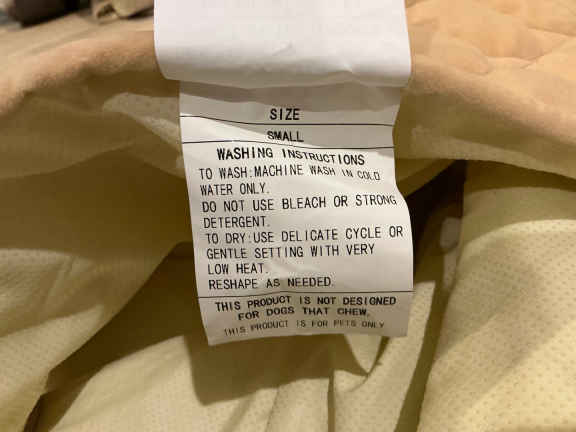 SIZE
SMALL
WASHING INSTRUCTIONS
TO WASH:MACHINE WASH IN COLD
WATER ONLY.
DO NOT USE BLEACH OR STRONG
DETERGENT.
TO DRY:USE DELICATE CYCLE OR
GENTLE SETTING WITH VERY
LOW HEAT.
RESHAPE AS NEEDED.
THIS PRODUCT IS NOT DESIGNED
FOR DOGS THAT CHEW.
THIS PRODUCT IS FOR PETS ONLY